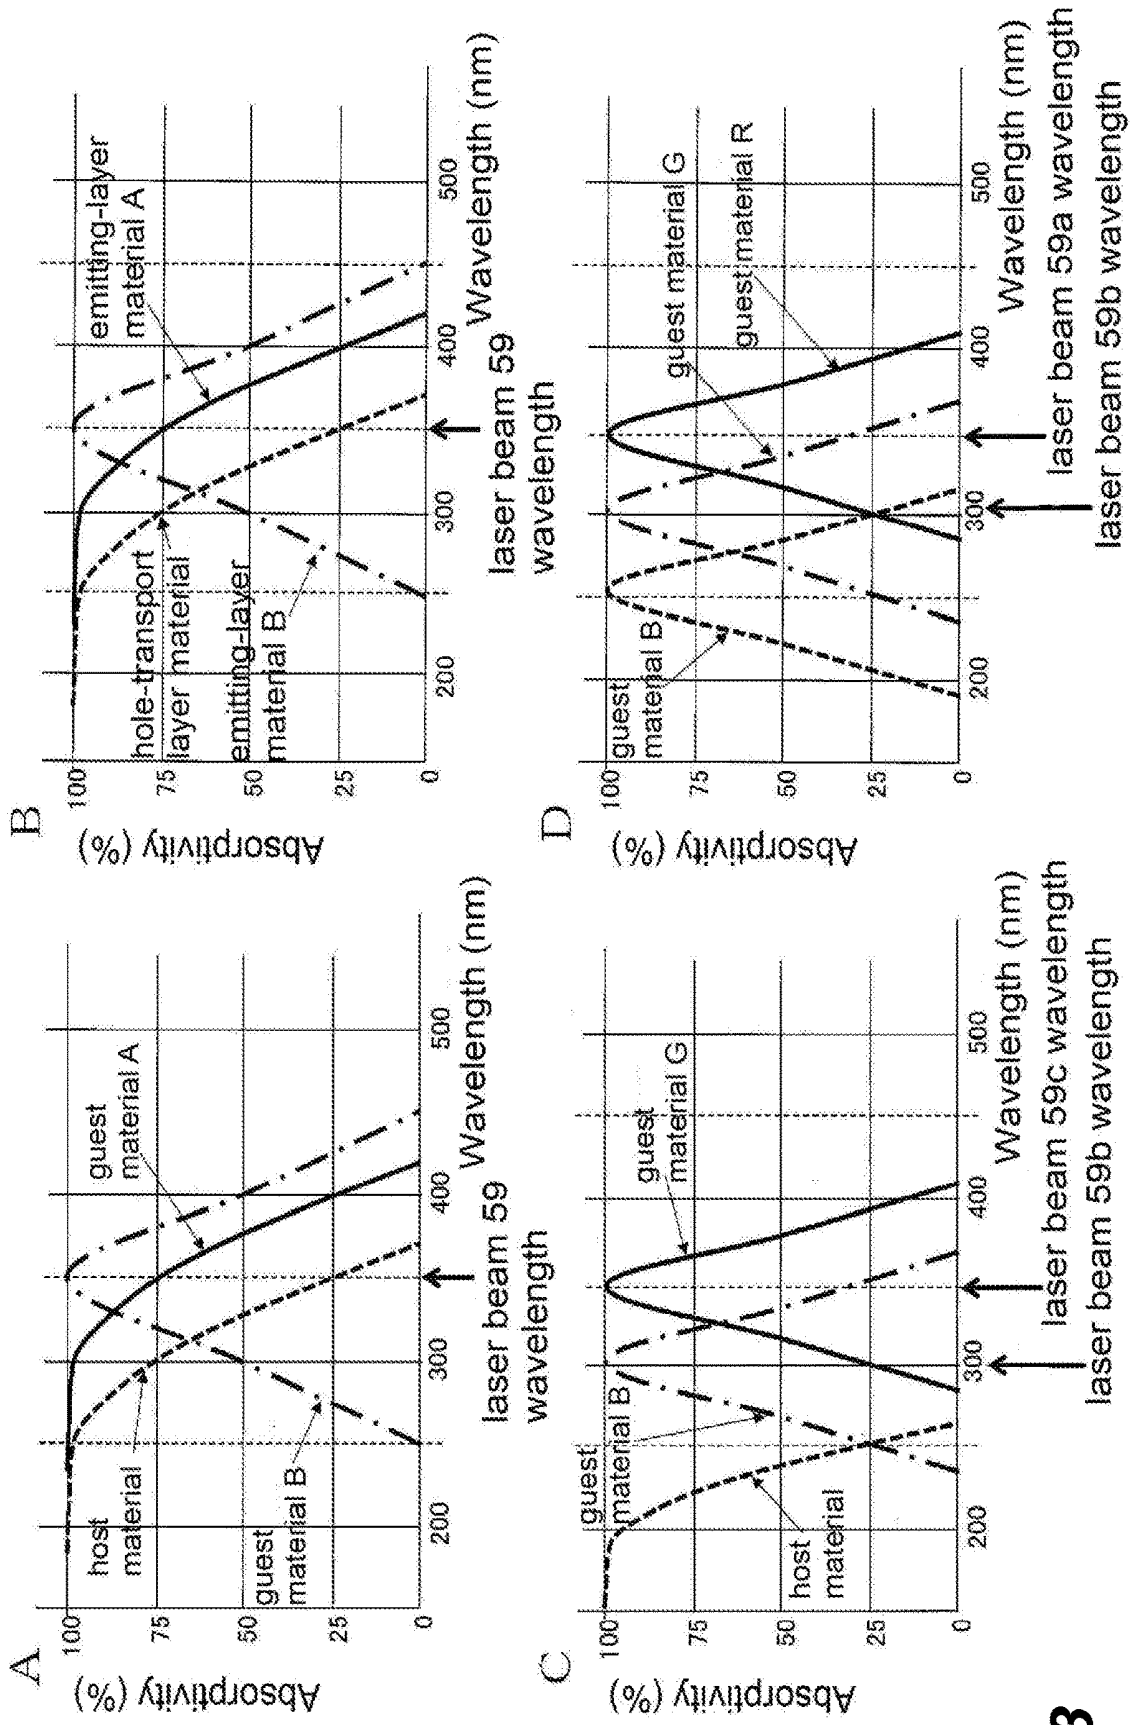 A
Absorptivity (%)
100
75
50
25
0
200
300
400
500
Wavelength (nm)
host
material
guest
material A
guest
material B
laser beam 59
wavelength
B
Absorptivity (%)
100
75
50
25
0
200
300
400
500
Wavelength (nm)
emitting-layer
material A
hole-transport
layer material
emitting-layer
material B
laser beam 59
wavelength
C
Absorptivity (%)
100
75
50
25
0
200
300
400
500
Wavelength (nm)
guest
material B
guest
material G
host
material
laser beam 59c wavelength
laser beam 59b wavelength
D
Absorptivity (%)
100
75
50
25
0
200
300
400
500
Wavelength (nm)
guest
material B
guest material G
guest material R
laser beam 59a wavelength
laser beam 59b wavelength